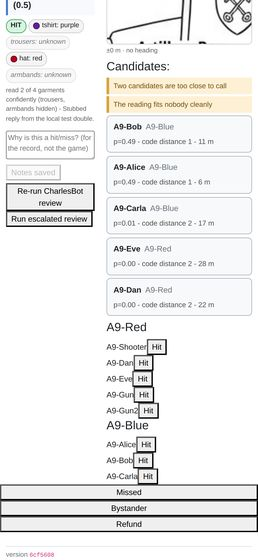 (0.5)
HIT
tshirt: purple
trousers: unknown
hat: red
armbands: unknown
read 2 of 4 garments
confidently (trousers,
armbands hidden) - Stubbed
reply from the local test double.
Why is this a hit/miss? (for
the record, not the game)
Notes saved
Re-run CharlesBot
review
Run escalated review
±0 m · no heading
Candidates:
Two candidates are too close to call
The reading fits nobody cleanly
A9-Bob A9-Blue
p=0.49 - code distance 1 - 11 m
A9-Alice A9-Blue
p=0.49 - code distance 1 - 6 m
A9-Carla A9-Blue
p=0.01 - code distance 2 - 17 m
A9-Eve A9-Red
p=0.00 - code distance 2 - 28 m
A9-Dan A9-Red
p=0.00 - code distance 2 - 22 m
A9-Red
A9-Shooter Hit
A9-Dan Hit
A9-Eve Hit
A9-Gun Hit
A9-Gun2 Hit
A9-Blue
A9-Alice Hit
A9-Bob Hit
A9-Carla Hit
Missed
Bystander
Refund
version 6cf5608